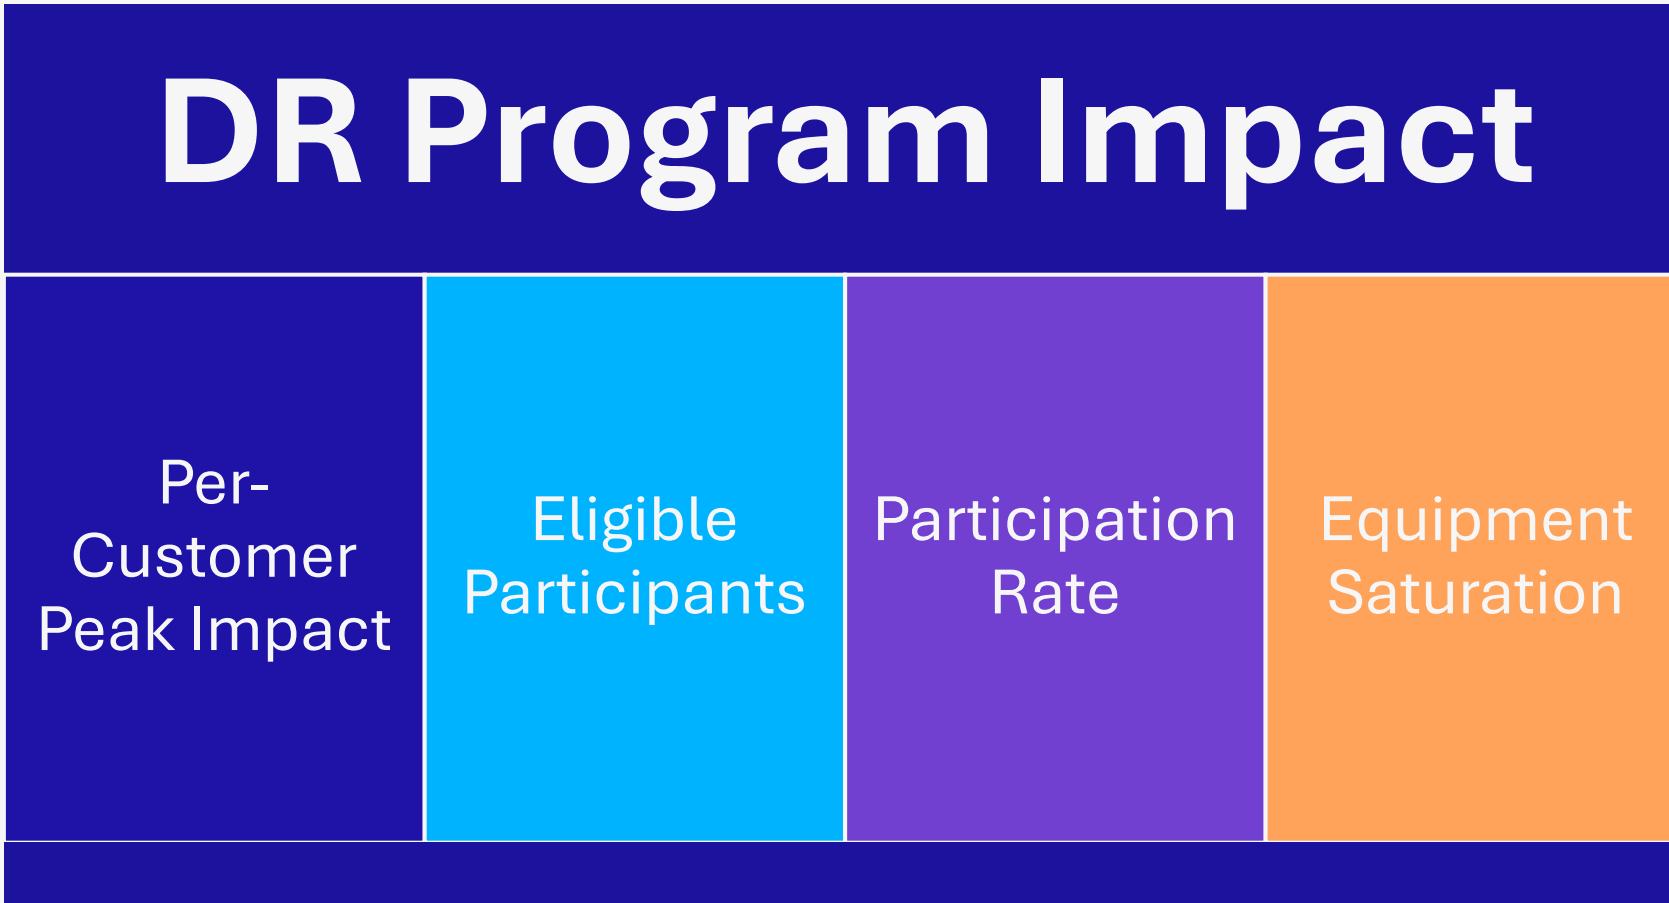 DR Program Impact
Per-
Customer
Peak Impact
Eligible
Participants
Participation
Rate
Equipment
Saturation